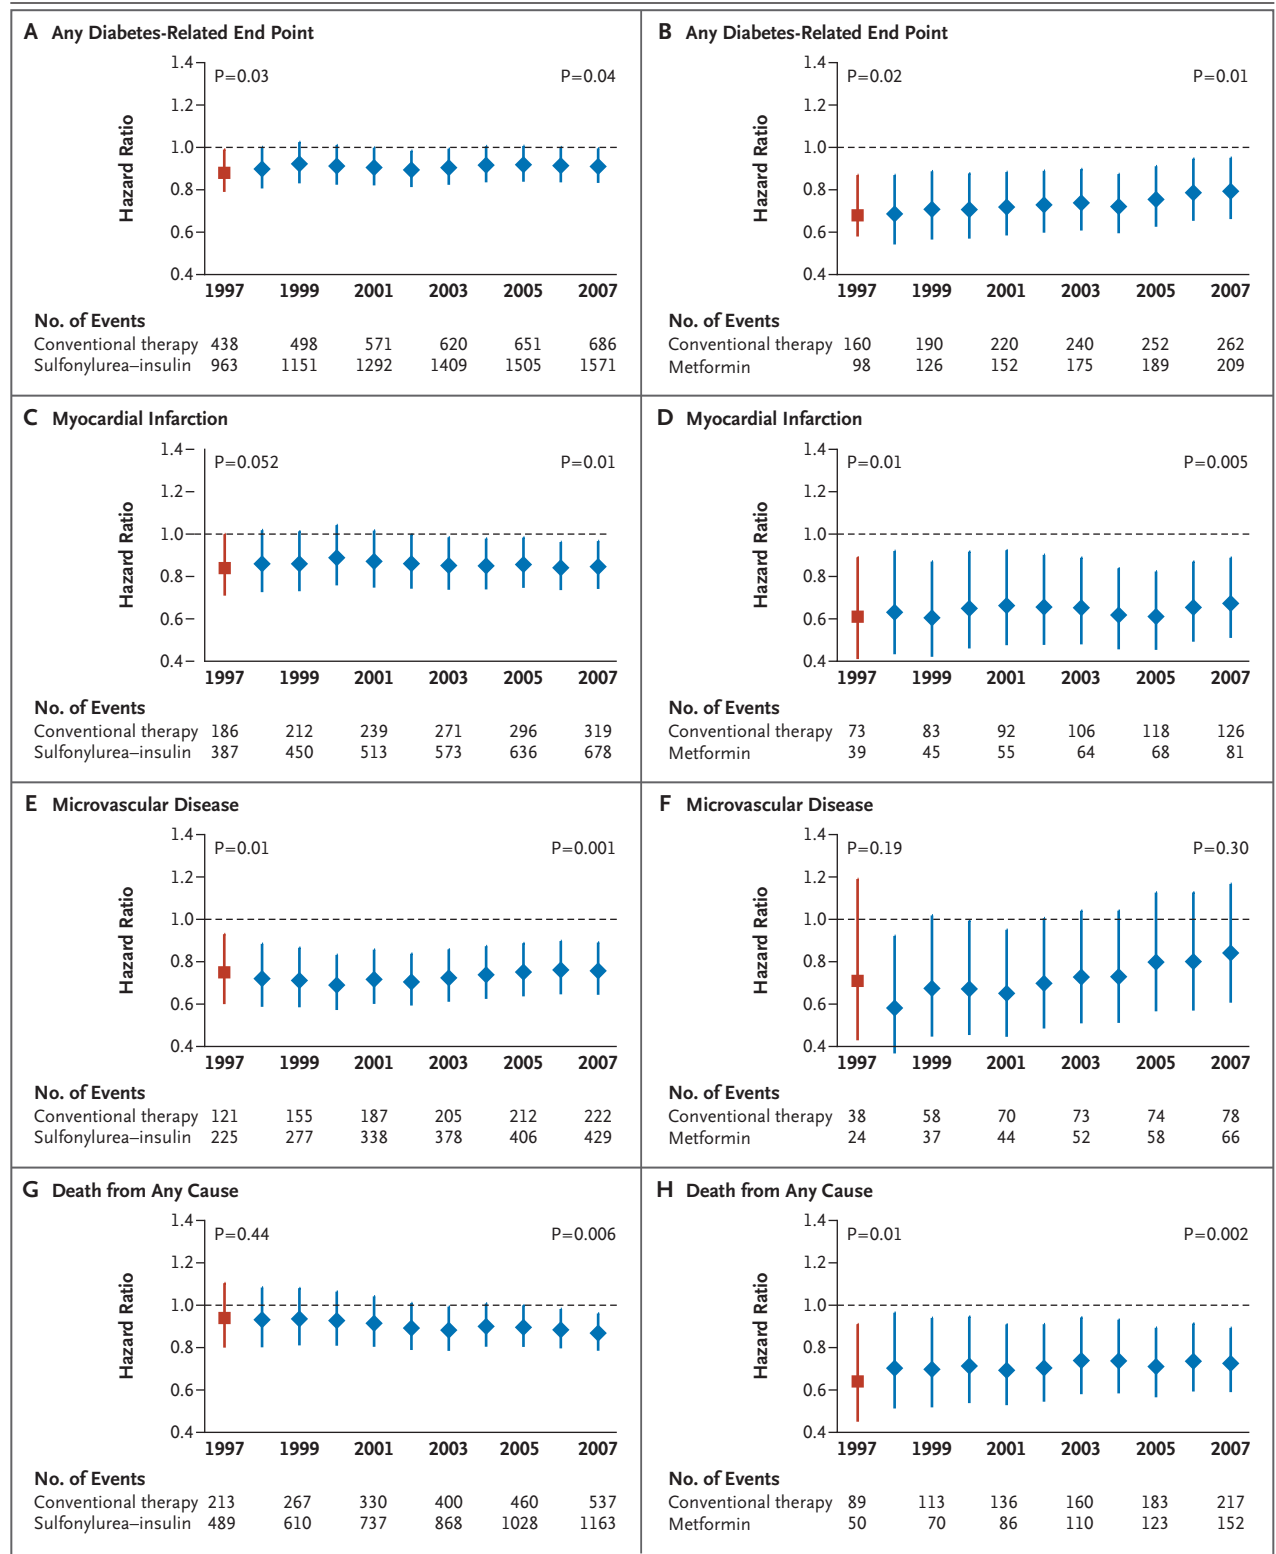 A Any Diabetes-Related End Point
1.4
P=0.03 P=0.04
1.2
1.0
0.8
0.6
0.4
Hazard Ratio
1997 1999 2001 2003 2005 2007
No. of Events
Conventional therapy 438 498 571 620 651 686
Sulfonylurea–insulin 963 1151 1292 1409 1505 1571
B Any Diabetes-Related End Point
1.4
P=0.02 P=0.01
1.2
1.0
0.8
0.6
0.4
Hazard Ratio
1997 1999 2001 2003 2005 2007
No. of Events
Conventional therapy 160 190 220 240 252 262
Metformin 98 126 152 175 189 209
C Myocardial Infarction
1.4
P=0.052 P=0.01
1.2
1.0
0.8
0.6
0.4
Hazard Ratio
1997 1999 2001 2003 2005 2007
No. of Events
Conventional therapy 186 212 239 271 296 319
Sulfonylurea–insulin 387 450 513 573 636 678
D Myocardial Infarction
1.4
P=0.01 P=0.005
1.2
1.0
0.8
0.6
0.4
Hazard Ratio
1997 1999 2001 2003 2005 2007
No. of Events
Conventional therapy 73 83 92 106 118 126
Metformin 39 45 55 64 68 81
E Microvascular Disease
1.4
P=0.01 P=0.001
1.2
1.0
0.8
0.6
0.4
Hazard Ratio
1997 1999 2001 2003 2005 2007
No. of Events
Conventional therapy 121 155 187 205 212 222
Sulfonylurea–insulin 225 277 338 378 406 429
F Microvascular Disease
1.4
P=0.19 P=0.30
1.2
1.0
0.8
0.6
0.4
Hazard Ratio
1997 1999 2001 2003 2005 2007
No. of Events
Conventional therapy 38 58 70 73 74 78
Metformin 24 37 44 52 58 66
G Death from Any Cause
1.4
P=0.44 P=0.006
1.2
1.0
0.8
0.6
0.4
Hazard Ratio
1997 1999 2001 2003 2005 2007
No. of Events
Conventional therapy 213 267 330 400 460 537
Sulfonylurea–insulin 489 610 737 868 1028 1163
H Death from Any Cause
1.4
P=0.01 P=0.002
1.2
1.0
0.8
0.6
0.4
Hazard Ratio
1997 1999 2001 2003 2005 2007
No. of Events
Conventional therapy 89 113 136 160 183 217
Metformin 50 70 86 110 123 152